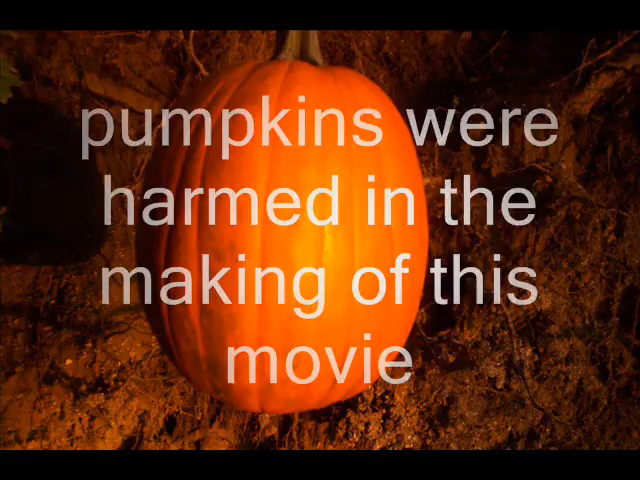 pumpkins were
harmed in the
making of this
movie